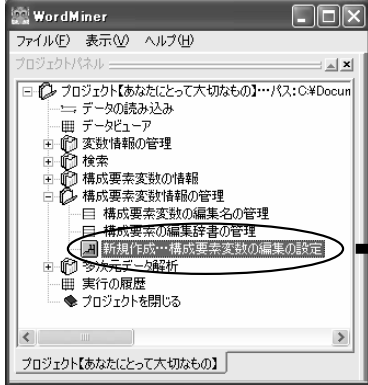 WordMiner
ファイル(F) 表示(V) ヘルプ(H)
プロジェクトパネル
プロジェクト【あなたにとって大切なもの】…パス:C:¥Docun
データの読み込み
データビューア
変数情報の管理
検索
構成要素変数の情報
構成要素変数情報の管理
構成要素変数の編集名の管理
構成要素の編集辞書の管理
新規作成…構成要素変数の編集の設定
多次元データ解析
実行の履歴
プロジェクトを閉じる
プロジェクト【あなたにとって大切なもの】